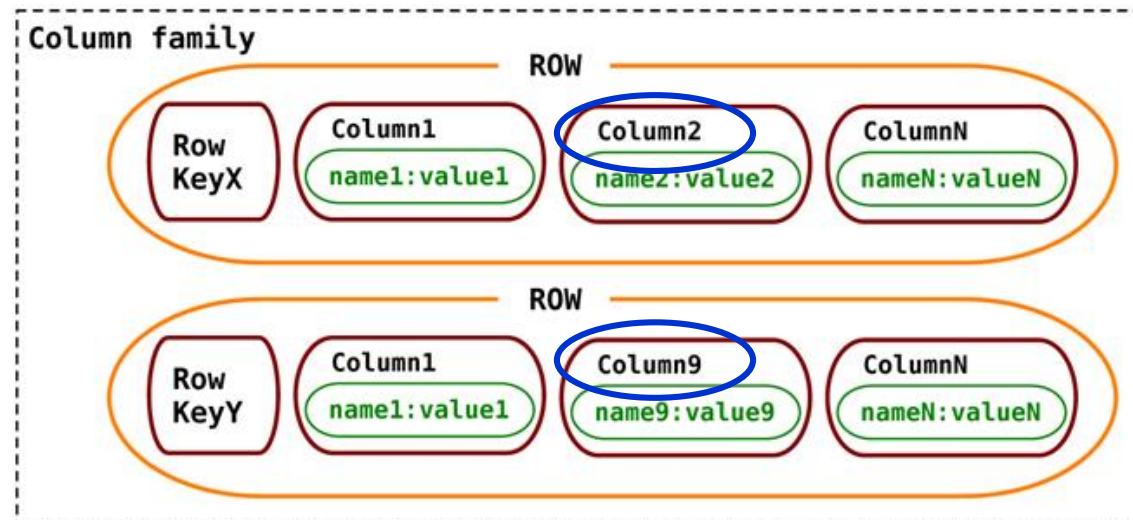 Column family
ROW
Row
KeyX
Column1
name1:value1
Column2
name2:value2
ColumnN
nameN:valueN
ROW
Row
KeyY
Column1
name1:value1
Column9
name9:value9
ColumnN
nameN:valueN